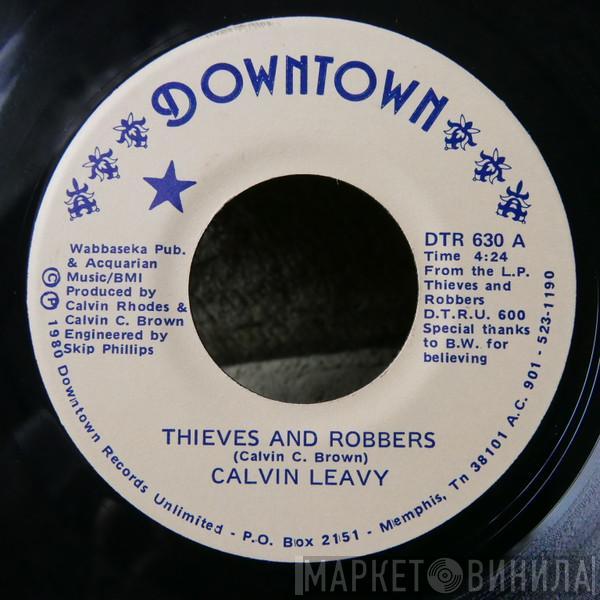 DOWNTOWN
Wabbaseka Pub.
& Acquarian
Music/BMI
Produced by
Calvin Rhodes &
Calvin C. Brown
Engineered by
Skip Phillips
DTR 630 A
Time 4:24
From the L.P.
Thieves and
Robbers
D.T.R.U. 600
Special thanks
to B.W. for
believing
THIEVES AND ROBBERS
(Calvin C. Brown)
CALVIN LEAVY
© ℗ 1980 Downtown Records Unlimited - P.O. Box 2151 - Memphis, Tn 38101 A.C. 901 - 523-1190
МАРКЕТ ВИНИЛА